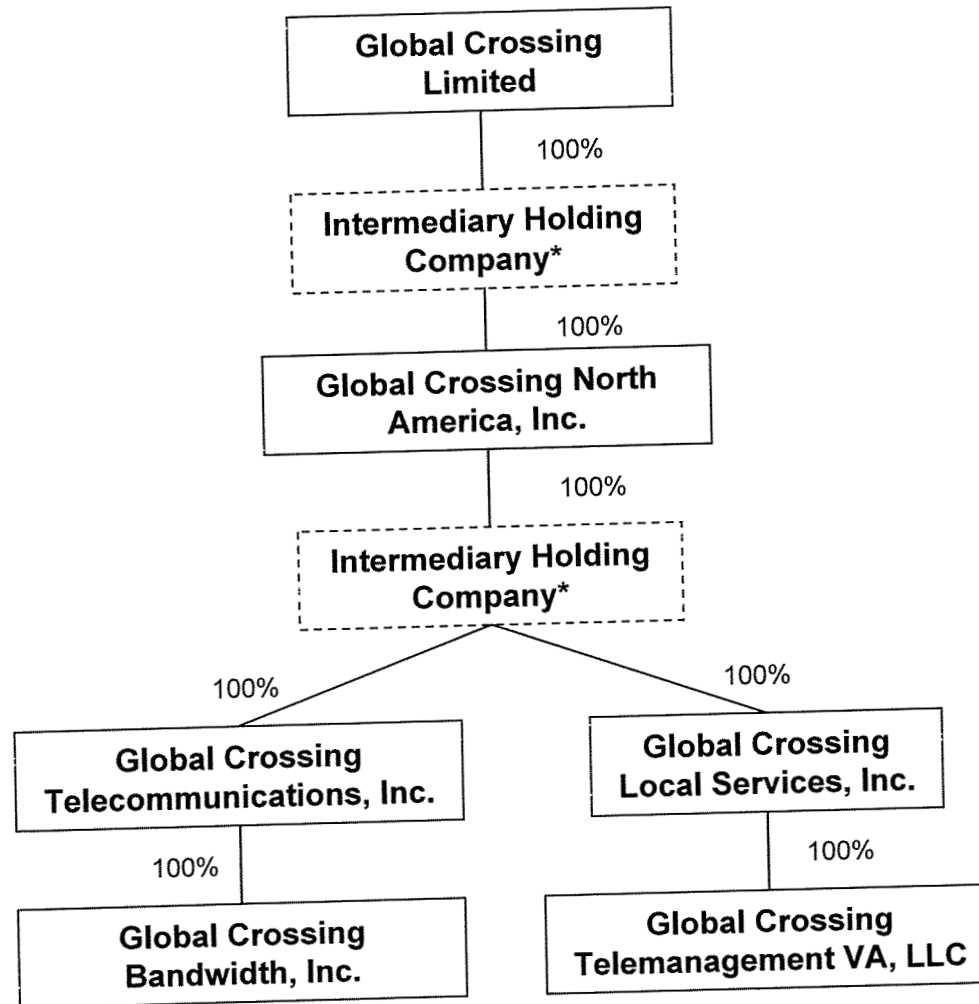 Global Crossing
Limited
100%
Intermediary Holding
Company*
100%
Global Crossing North
America, Inc.
100%
Intermediary Holding
Company*
100%
100%
Global Crossing
Telecommunications, Inc.
Global Crossing
Local Services, Inc.
100%
100%
Global Crossing
Bandwidth, Inc.
Global Crossing
Telemanagement VA, LLC